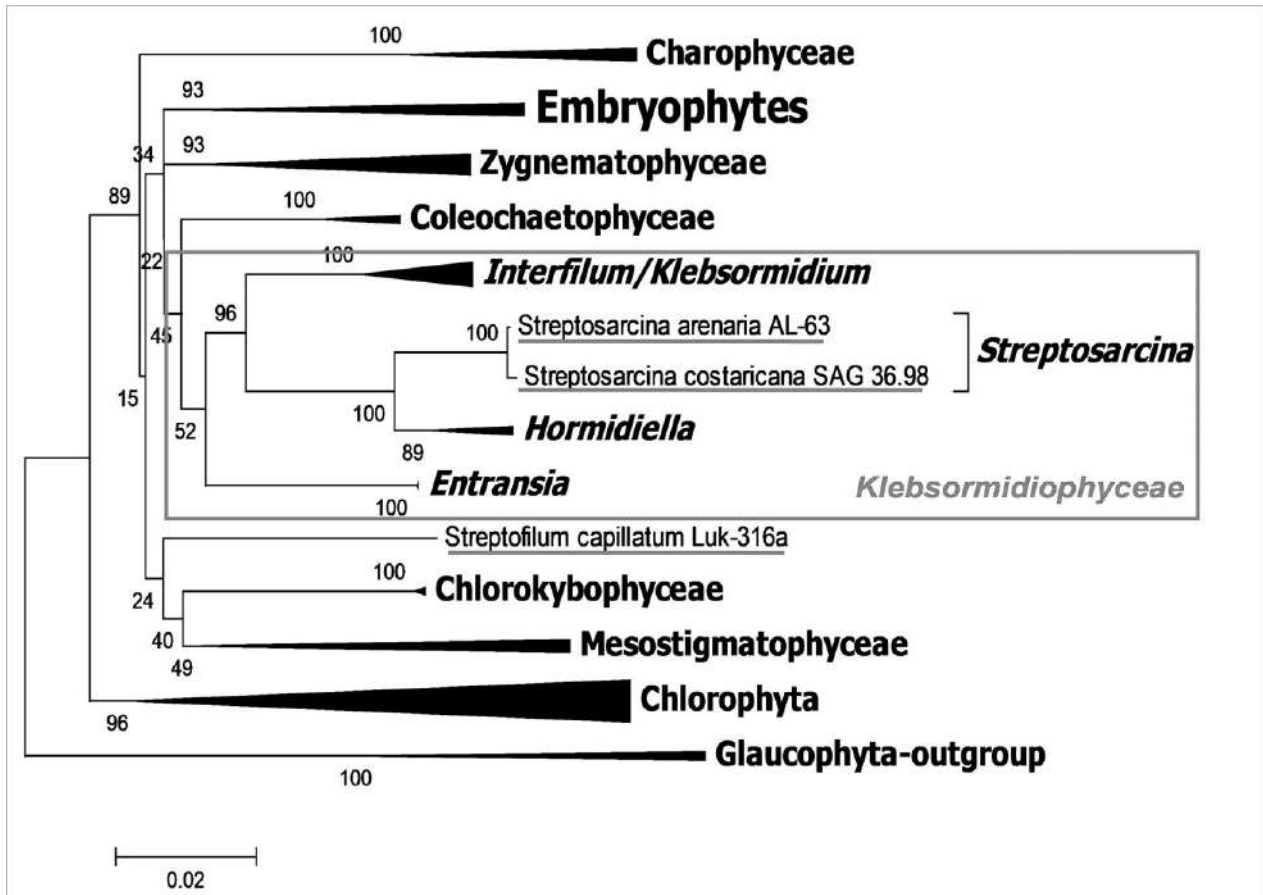 100
Charophyceae
93
Embryophytes
34
93
Zygnematophyceae
89
100
Coleochaetophyceae
22
100
Interfilum/Klebsormidium
96
45
100
Streptosarcina arenaria AL-63
Streptosarcina
Streptosarcina costaricana SAG 36.98
15
100
52
Hormidiella
89
Entransia
Klebsormidiophyceae
100
Streptofilum capillatum Luk-316a
100
Chlorokybophyceae
24
40
Mesostigmatophyceae
49
Chlorophyta
96
Glaucophyta-outgroup
100
0.02